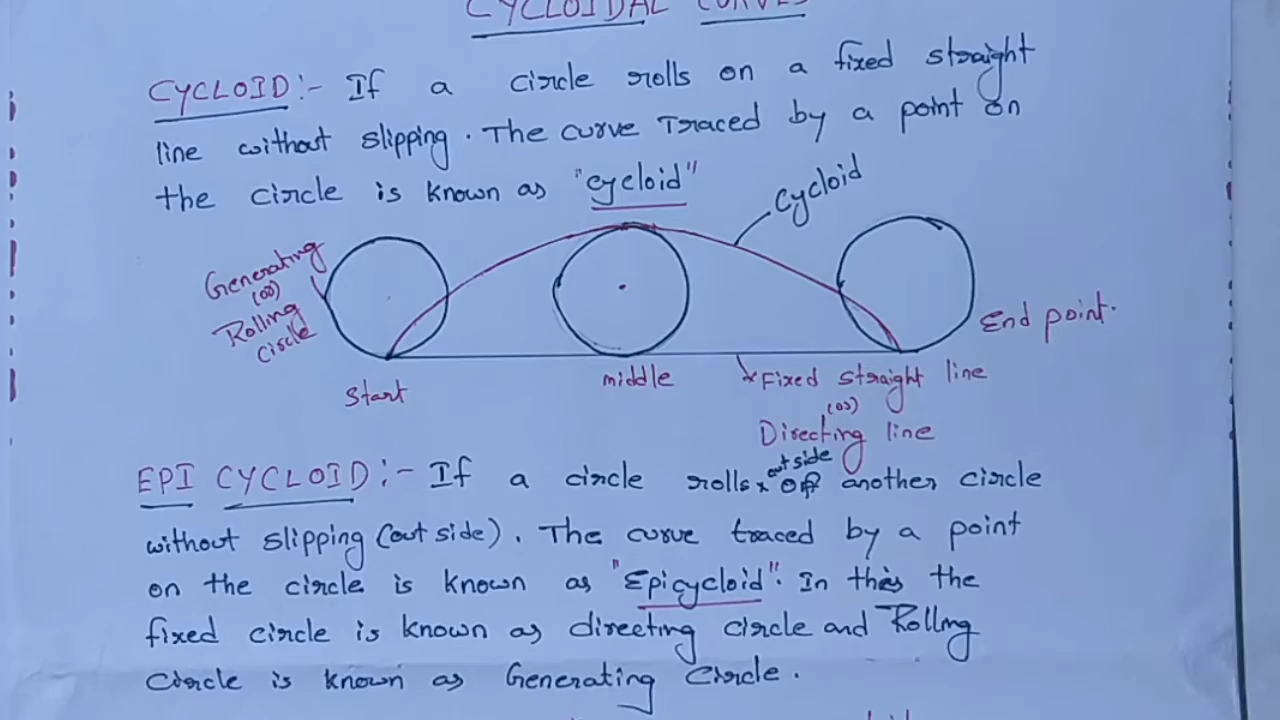 CYCLOIDAL CURVES
CYCLOID :- If a circle rolls on a fixed straight
line without slipping. The curve Traced by a point on
the circle is known as "cycloid"
Cycloid
Generating
(or)
Rolling
circle
End point.
Start
middle
Fixed straight line
(or)
Directing line
EPI CYCLOID :- If a circle rolls outside of another circle
without slipping (out side). The curve traced by a point
on the circle is known as "Epicycloid". In this the
fixed circle is known as directing circle and Rolling
circle is known as Generating Circle.